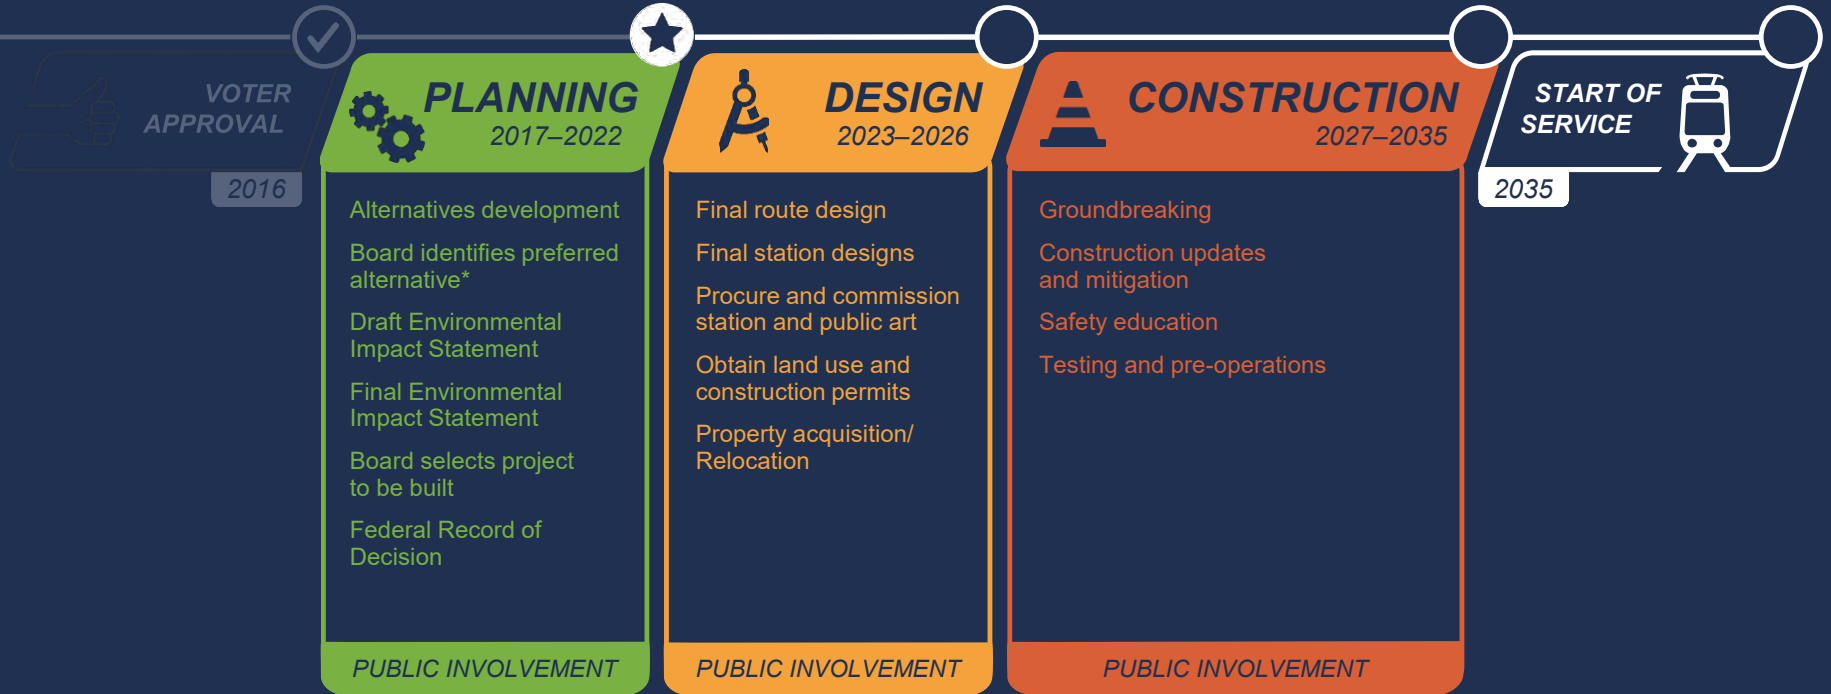 VOTER
APPROVAL
2016
PLANNING
2017–2022
Alternatives development
Board identifies preferred
alternative*
Draft Environmental
Impact Statement
Final Environmental
Impact Statement
Board selects project
to be built
Federal Record of
Decision
PUBLIC INVOLVEMENT
DESIGN
2023–2026
Final route design
Final station designs
Procure and commission
station and public art
Obtain land use and
construction permits
Property acquisition/
Relocation
PUBLIC INVOLVEMENT
CONSTRUCTION
2027–2035
Groundbreaking
Construction updates
and mitigation
Safety education
Testing and pre-operations
PUBLIC INVOLVEMENT
START OF
SERVICE
2035